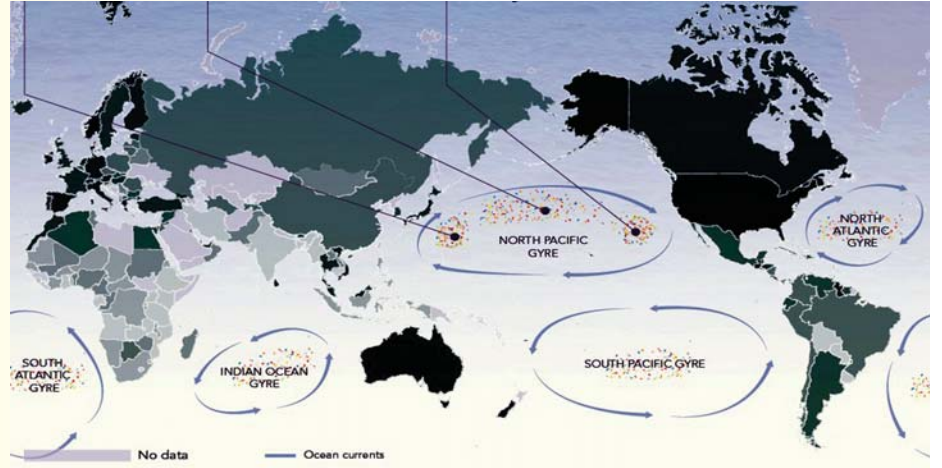 NORTH PACIFIC
GYRE
NORTH
ATLANTIC
GYRE
SOUTH
ATLANTIC
GYRE
INDIAN OCEAN
GYRE
SOUTH PACIFIC GYRE
No data
Ocean currents